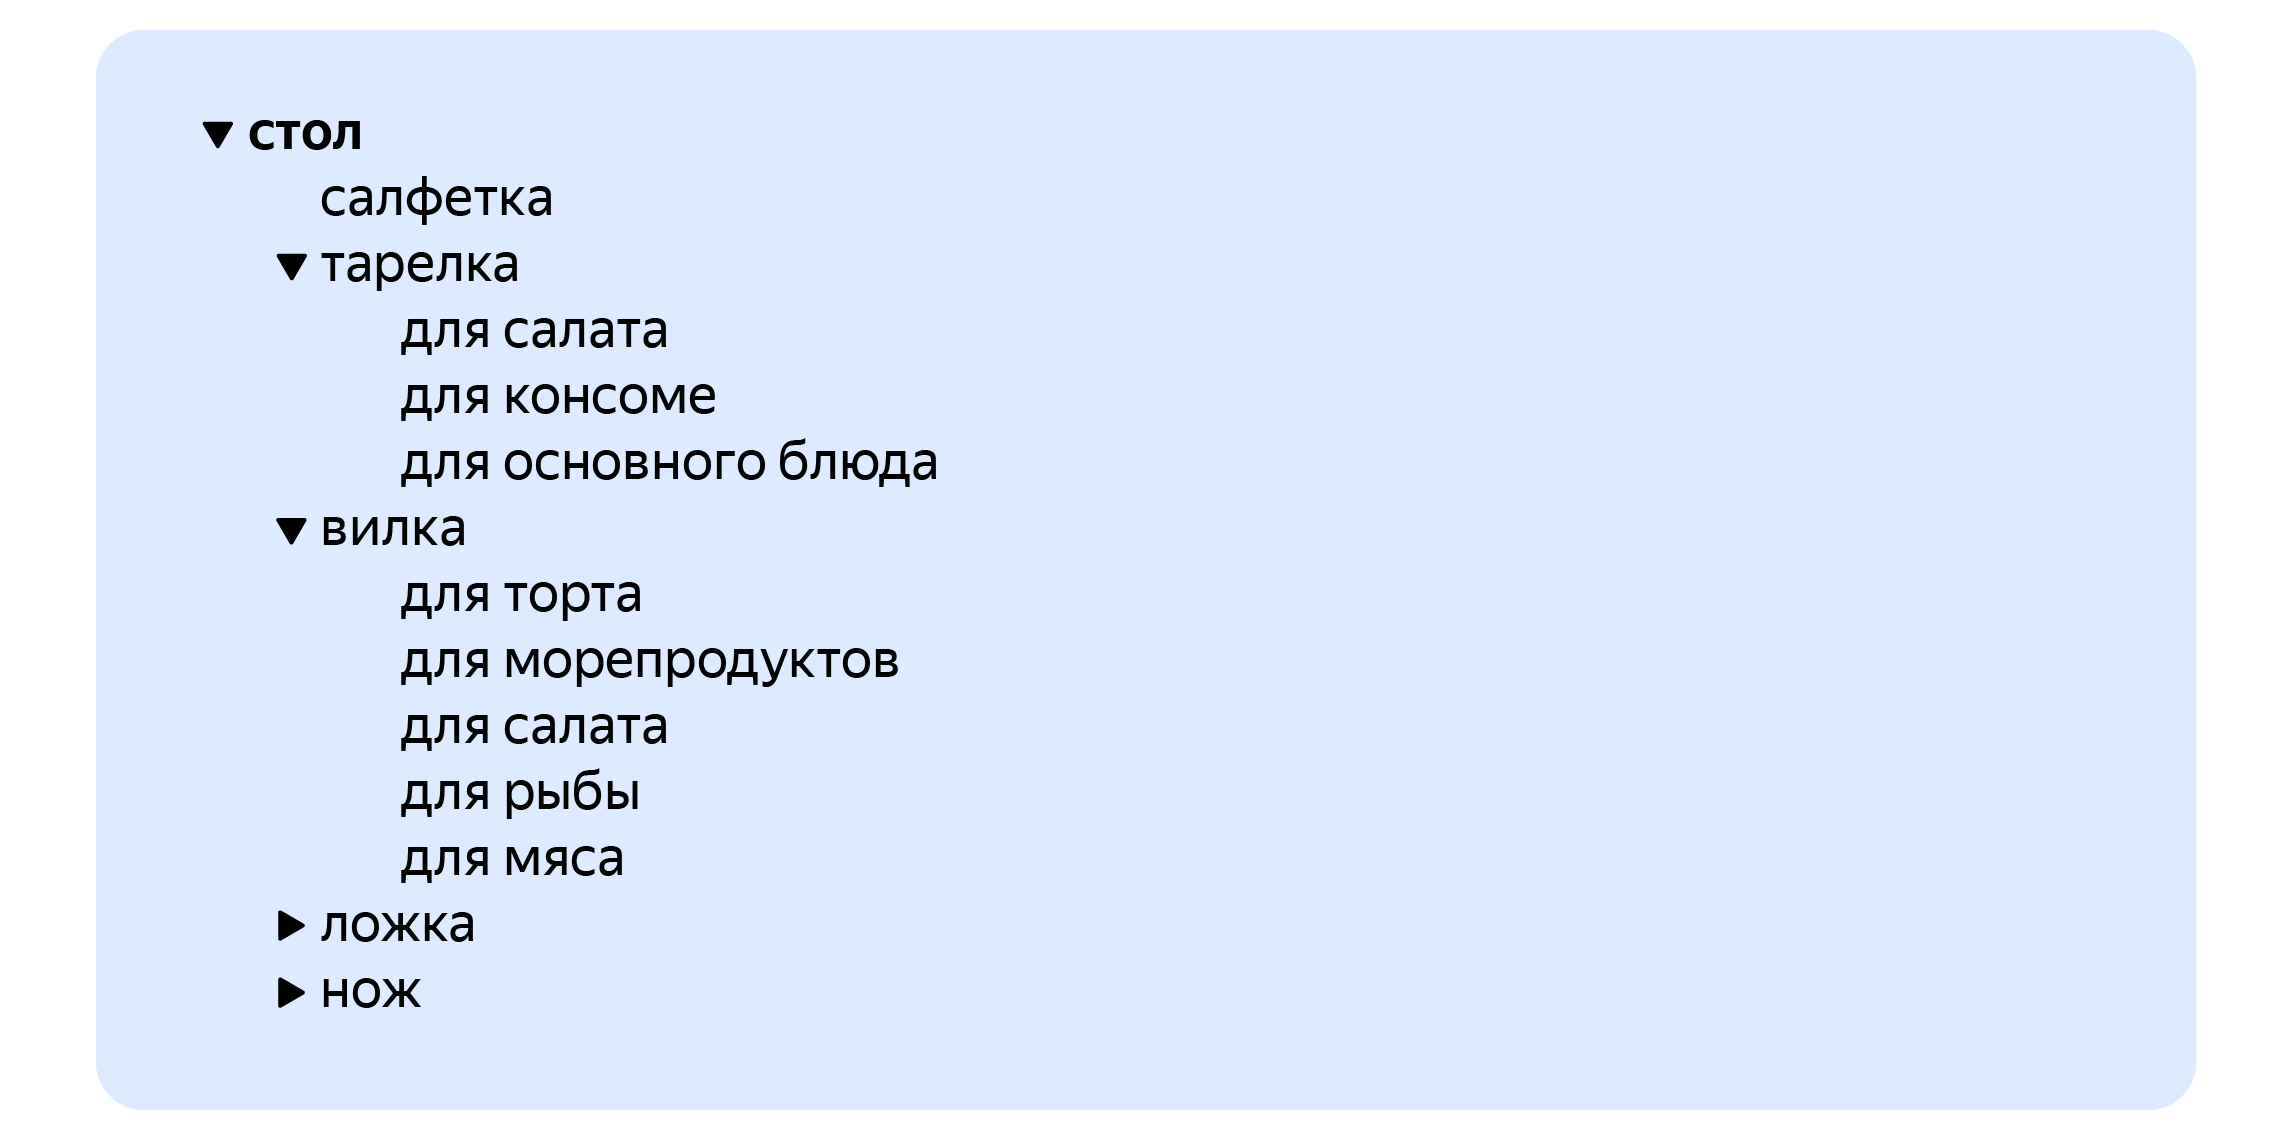 стол
салфетка
тарелка
для салата
для консоме
для основного блюда
вилка
для торта
для морепродуктов
для салата
для рыбы
для мяса
ложка
нож